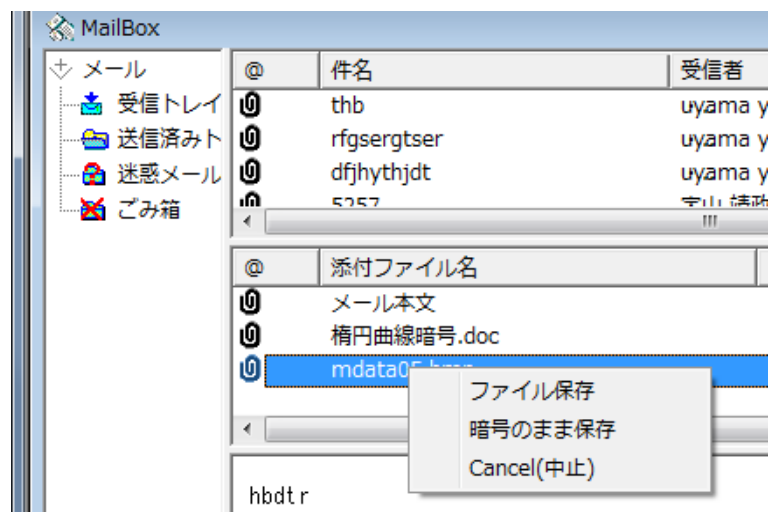 MailBox
メール
受信トレイ
送信済みト
迷惑メール
ごみ箱
@ 件名 受信者
thb uyama y
rfgsergtser uyama y
dfjhythjdt uyama y
5257
@ 添付ファイル名
メール本文
楕円曲線暗号.doc
ファイル保存
暗号のまま保存
Cancel(中止)
hbdt r